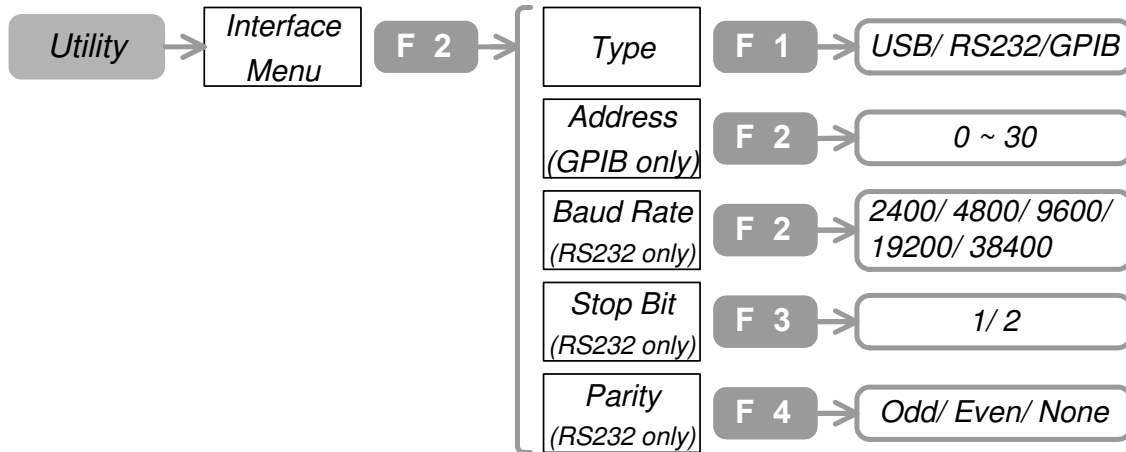 Utility
Interface
Menu
F 2
Type
F 1
USB/ RS232/GPIB
Address
(GPIB only)
F 2
0 ~ 30
Baud Rate
(RS232 only)
F 2
2400/ 4800/ 9600/
19200/ 38400
Stop Bit
(RS232 only)
F 3
1/ 2
Parity
(RS232 only)
F 4
Odd/ Even/ None